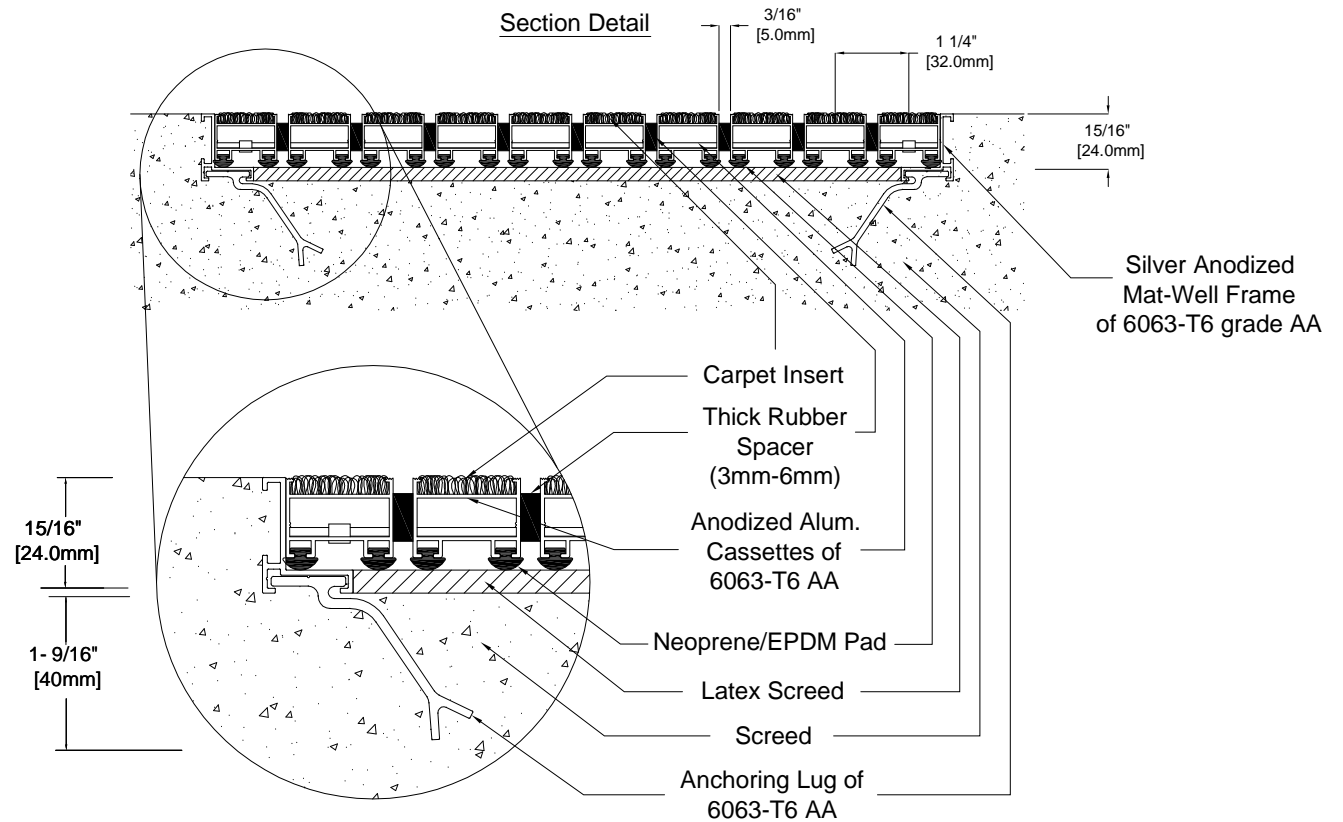 Section Detail
3/16"
[5.0mm]
1 1/4"
[32.0mm]
15/16"
[24.0mm]
Silver Anodized
Mat-Well Frame
of 6063-T6 grade AA
Carpet Insert
Thick Rubber
Spacer
(3mm-6mm)
Anodized Alum.
Cassettes of
6063-T6 AA
Neoprene/EPDM Pad
Latex Screed
Screed
Anchoring Lug of
6063-T6 AA
15/16"
[24.0mm]
1- 9/16"
[40mm]